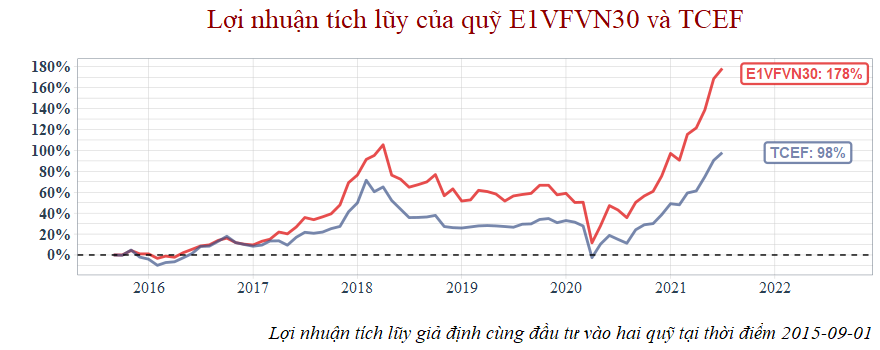 Lợi nhuận tích lũy của quỹ E1VFVN30 và TCEF
180%
160%
140%
120%
100%
80%
60%
40%
20%
0%
E1VFVN30: 178%
TCEF: 98%
2016 2017 2018 2019 2020 2021 2022
Lợi nhuận tích lũy giả định cùng đầu tư vào hai quỹ tại thời điểm 2015-09-01